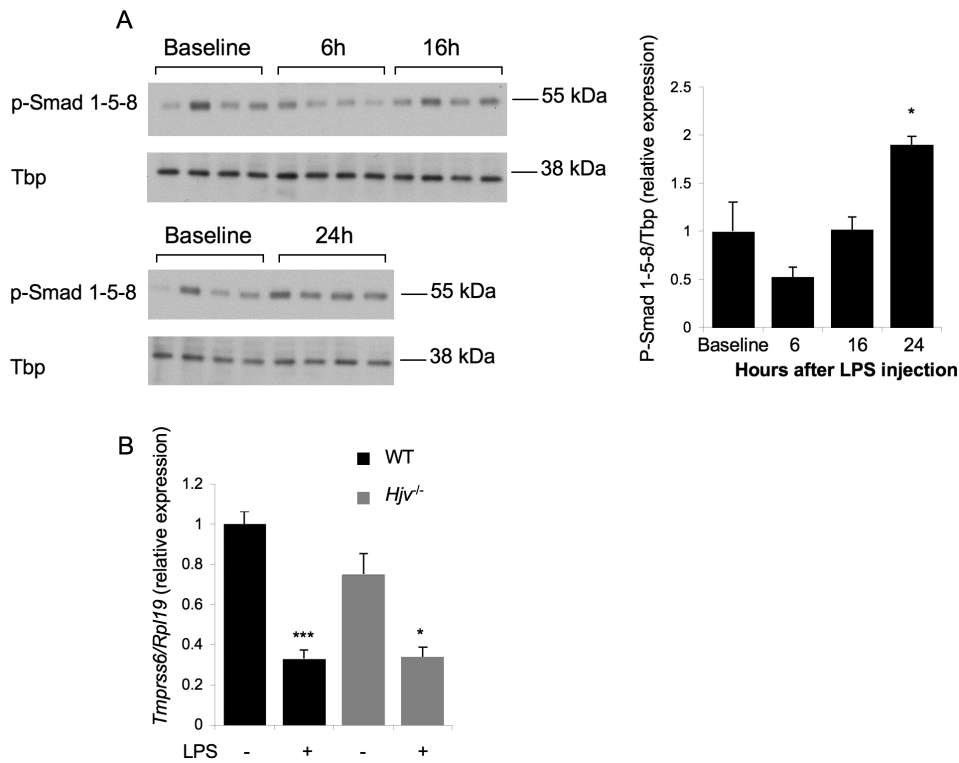 A
Baseline 6h 16h
p-Smad 1-5-8 55 kDa
Tbp 38 kDa
Baseline 24h
p-Smad 1-5-8 55 kDa
Tbp 38 kDa
P-Smad 1-5-8/Tbp (relative expression)
2.5
2
1.5
1
0.5
0
*
Baseline 6 16 24
Hours after LPS injection
B
WT
Hjv-/-
Tmprss6/Rpl19 (relative expression)
1.2
1
0.8
0.6
0.4
0.2
0
*** *
LPS - + - +